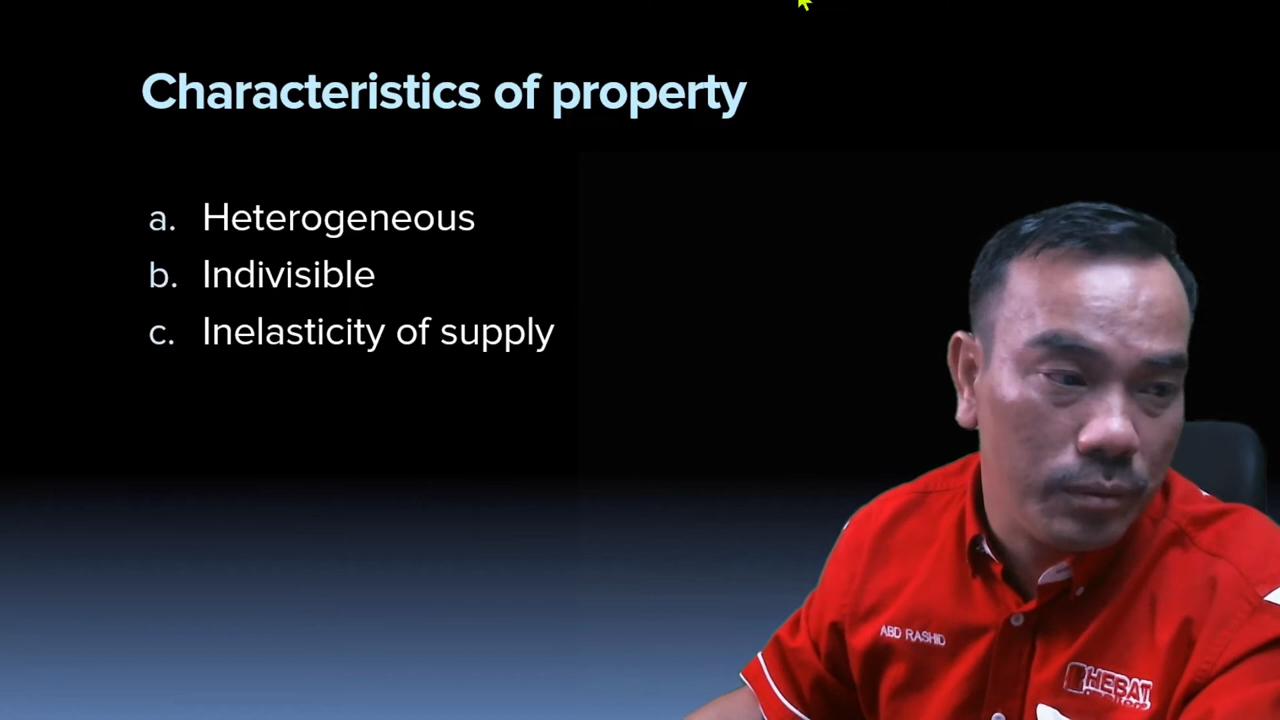 Characteristics of property
a. Heterogeneous
b. Indivisible
c. Inelasticity of supply
ABD RASHID
HEBAT